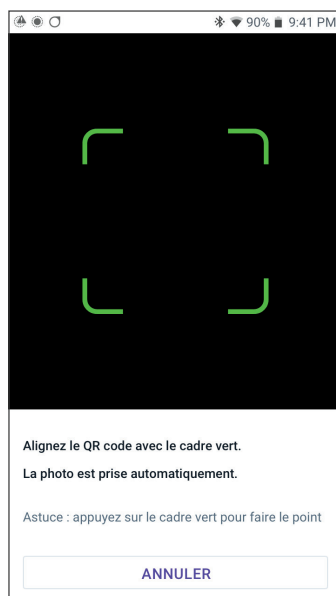 90% 9:41 PM
Alignez le QR code avec le cadre vert.
La photo est prise automatiquement.
Astuce : appuyez sur le cadre vert pour faire le point
ANNULER